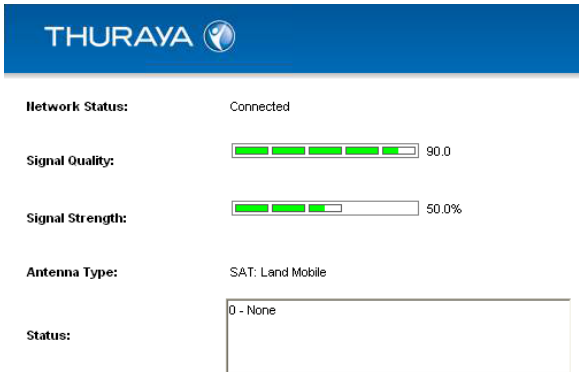 THURAYA
Network Status: Connected
Signal Quality: 90.0
Signal Strength: 50.0%
Antenna Type: SAT: Land Mobile
0 - None
Status: